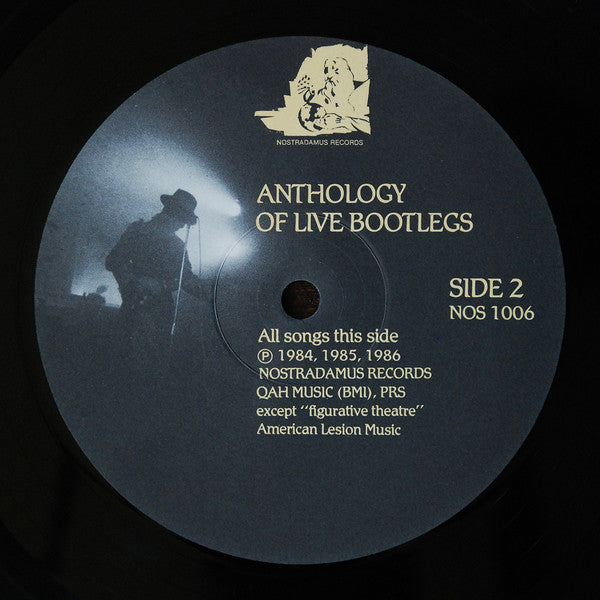 NOSTRADAMUS RECORDS
ANTHOLOGY
OF LIVE BOOTLEGS
SIDE 2
NOS 1006
All songs this side
℗ 1984, 1985, 1986
NOSTRADAMUS RECORDS
QAH MUSIC (BMI), PRS
except "figurative theatre"
American Lesion Music